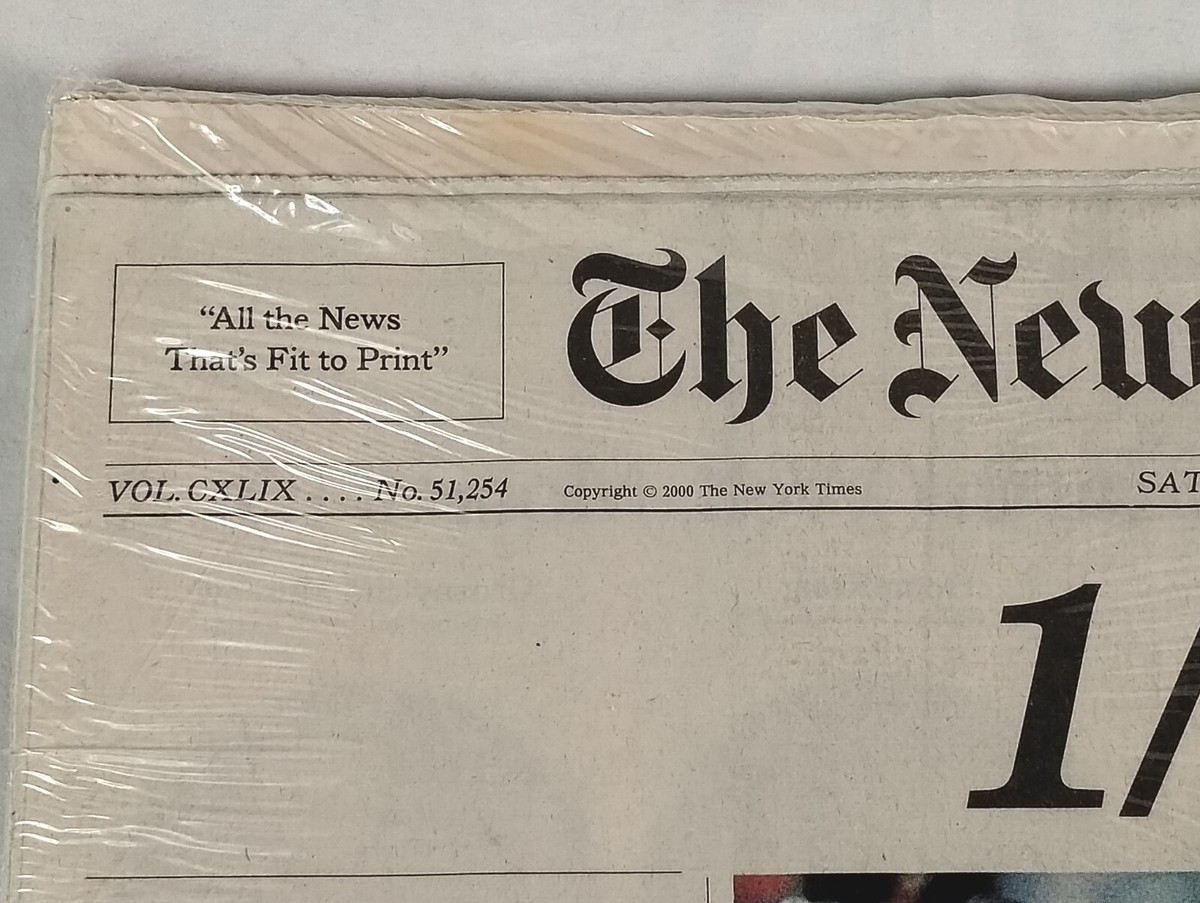 “All the News
That’s Fit to Print”
The New
VOL. CXLIX .... No. 51,254
Copyright © 2000 The New York Times
SAT
1/